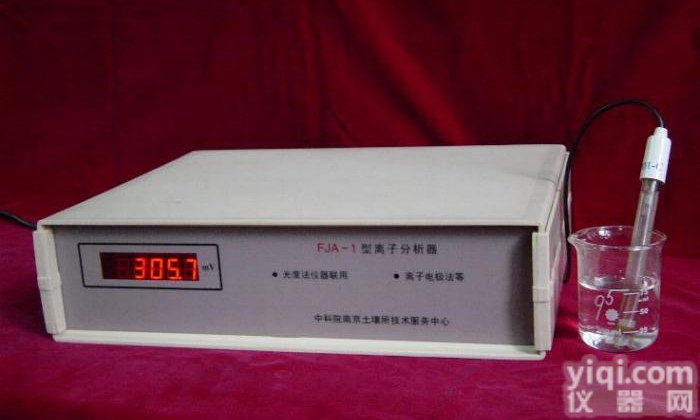 FJA-1 型离子分析器
305.7 mV
● 光度法仪器联用 ● 离子电极法等
中科院南京土壤所技术服务中心
95
50
yiqi.com
仪器网